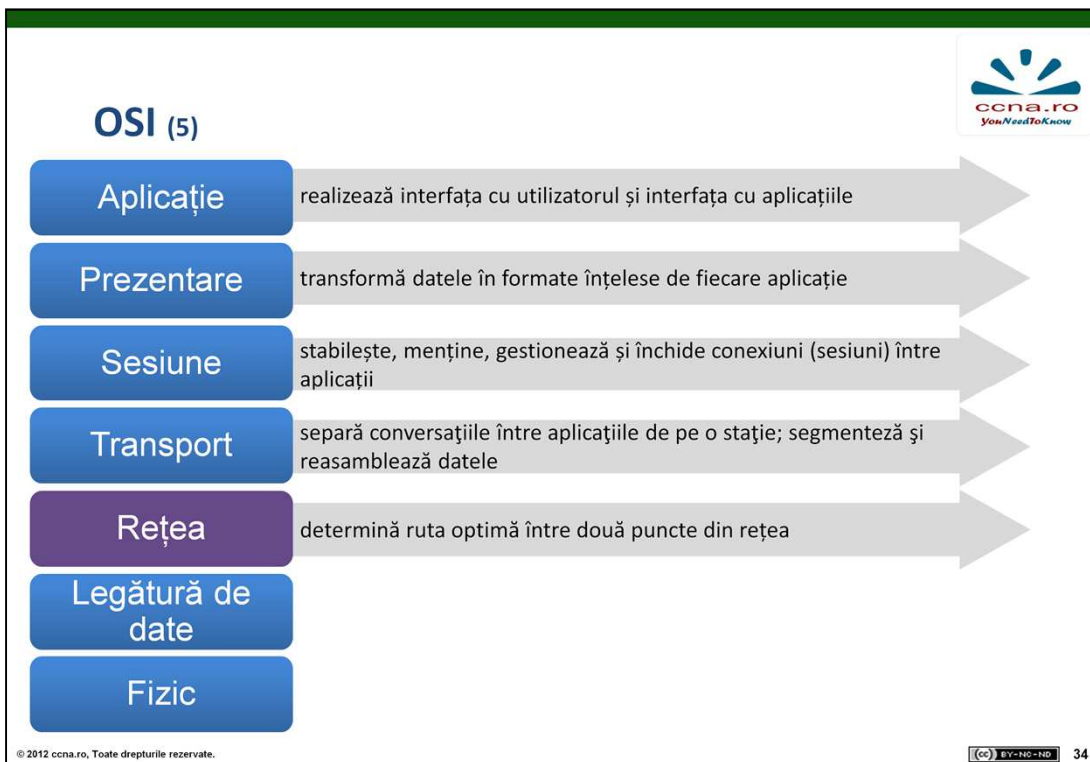 ccna.ro
YouNeedToKnow
OSI (5)
Aplicație
realizează interfața cu utilizatorul și interfața cu aplicațiile
Prezentare
transformă datele în formate înțelese de fiecare aplicație
Sesiune
stabilește, menține, gestionează și închide conexiuni (sesiuni) între
aplicații
Transport
separă conversaţiile între aplicaţiile de pe o staţie; segmenteză şi
reasamblează datele
Rețea
determină ruta optimă între două puncte din rețea
Legătură de
date
Fizic
© 2012 ccna.ro, Toate drepturile rezervate.
(cc) BY-NC-ND 34